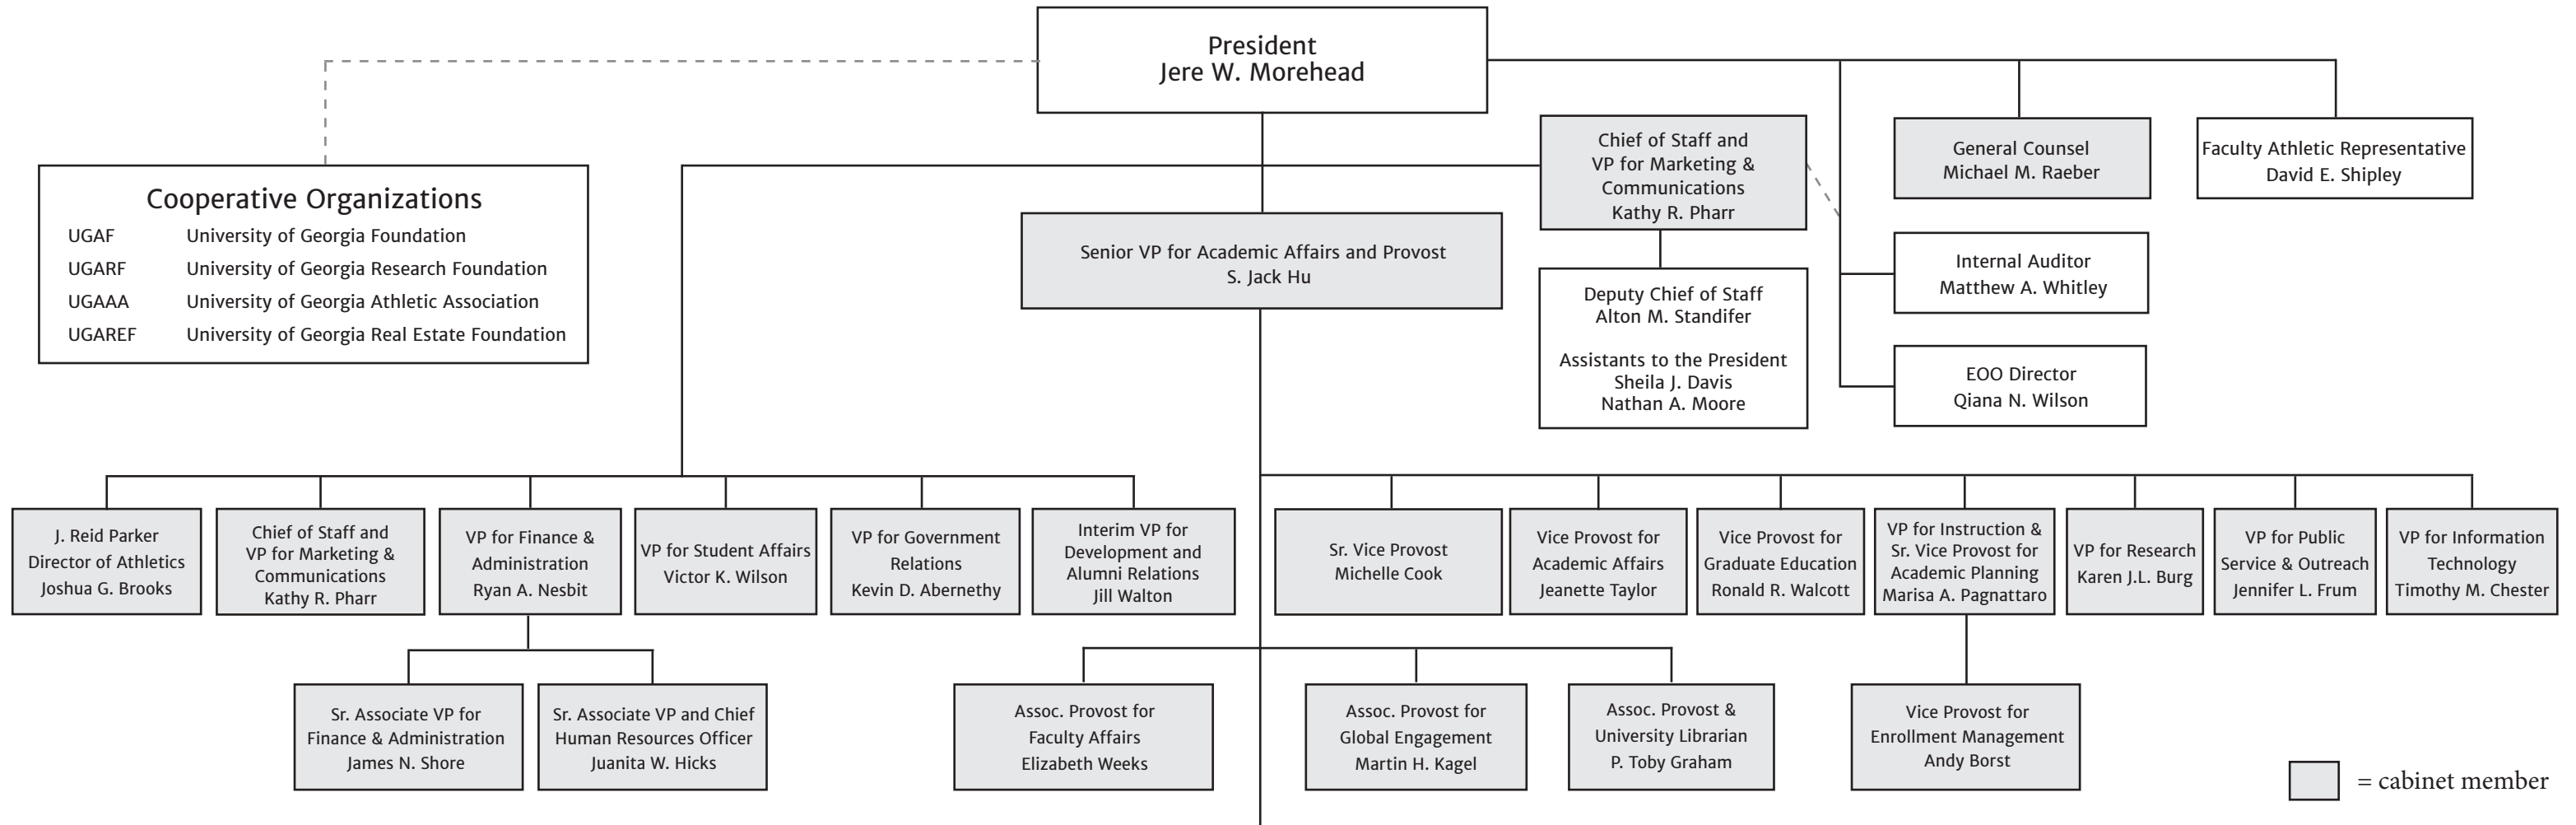 President
Jere W. Morehead
Cooperative Organizations
UGAF University of Georgia Foundation
UGARF University of Georgia Research Foundation
UGAAA University of Georgia Athletic Association
UGAREF University of Georgia Real Estate Foundation
Senior VP for Academic Affairs and Provost
S. Jack Hu
Chief of Staff and
VP for Marketing &
Communications
Kathy R. Pharr
Deputy Chief of Staff
Alton M. Standifer
Assistants to the President
Sheila J. Davis
Nathan A. Moore
General Counsel
Michael M. Raeber
Faculty Athletic Representative
David E. Shipley
Internal Auditor
Matthew A. Whitley
EOO Director
Qiana N. Wilson
J. Reid Parker
Director of Athletics
Joshua G. Brooks
Chief of Staff and
VP for Marketing &
Communications
Kathy R. Pharr
VP for Finance &
Administration
Ryan A. Nesbit
VP for Student Affairs
Victor K. Wilson
VP for Government
Relations
Kevin D. Abernethy
Interim VP for
Development and
Alumni Relations
Jill Walton
Sr. Vice Provost
Michelle Cook
Vice Provost for
Academic Affairs
Jeanette Taylor
Vice Provost for
Graduate Education
Ronald R. Walcott
VP for Instruction &
Sr. Vice Provost for
Academic Planning
Marisa A. Pagnattaro
VP for Research
Karen J.L. Burg
VP for Public
Service & Outreach
Jennifer L. Frum
VP for Information
Technology
Timothy M. Chester
Sr. Associate VP for
Finance & Administration
James N. Shore
Sr. Associate VP and Chief
Human Resources Officer
Juanita W. Hicks
Assoc. Provost for
Faculty Affairs
Elizabeth Weeks
Assoc. Provost for
Global Engagement
Martin H. Kagel
Assoc. Provost &
University Librarian
P. Toby Graham
Vice Provost for
Enrollment Management
Andy Borst
= cabinet member